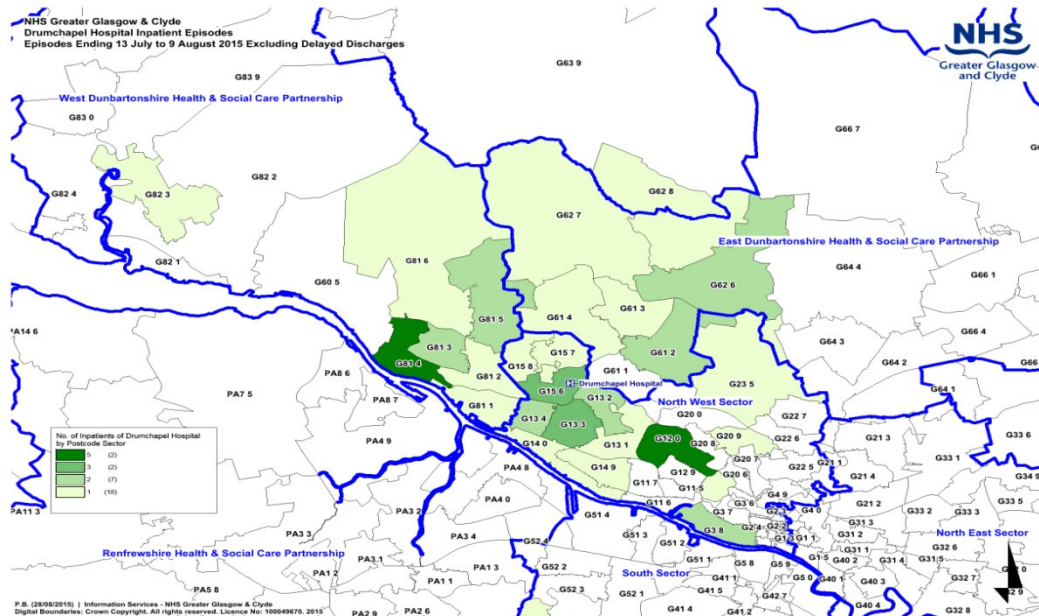 NHS Greater Glasgow & Clyde
Drumchapel Hospital Inpatient Episodes
Episodes Ending 13 July to 9 August 2015 Excluding Delayed Discharges
NHS
Greater Glasgow
and Clyde
G63 9
G83 9
West Dunbartonshire Health & Social Care Partnership
G83 0
G66 7
G82 2
G82 4
G82 3
G62 8
G62 7
East Dunbartonshire Health & Social Care Partnership
G82 1
G81 6
G64 4
G66 1
G60 5
G62 6
G81 5
G61 4
G61 3
PA14 6
G66 4
G81 3
G64 3
G61 2
G15 7
G81 4
G15 8
G61 1
G64 2
G66
PA8 6
G81 2
Drumchapel Hospital
G23 5
G64 1
PA7 5
G15 6
PA8 7
G13 2
North West Sector
G81 1
G13 4
G20 0
G22 7
G13 3
G33 6
No. of Inpatients of Drumchapel Hospital
by Postcode Sector
5 (2)
3 (2)
2 (7)
1 (18)
PA4 9
G14 0
G13 1
G12 0
G20 8
G20 9
G22 6
G21 3
G33 1
G20 7
PA4 8
G14 9
G12 9
G20 6
G22 5
G21 1
G21 4
G34 9
G11 7
G11 5
PA4 0
G11 6
G4 9
G33 5
PA11 3
PA3 2
G51 4
G3 7
G3 6
G2 3
G4 0
G21 2
G33 2
G33 3
G31 3
G3 8
G2 4
G2 2
PA3 3
PA3 4
G51 3
G51 2
G1 3
G1 1
G31 2
North East Sector
G52 4
G32 6
Renfrewshire Health & Social Care Partnership
PA3 1
G51 1
G5 8
G5 9
G1 5
G31 1
G40 2
G31 4
G31 5
PA1 2
PA1 3
G52 2
South Sector
PA1 1
G41 1
G5 0
G40 1
G40 3
G32 7
PA5 8
G52 3
G52 1
G41 5
G42 7
PA2 9
PA2 6
G41 4
G41 2
G40 4
G32
P.B. (28/08/2015) | Information Services - NHS Greater Glasgow & Clyde
Digital Boundaries: Crown Copyright. All rights reserved. Licence No: 100049670. 2015